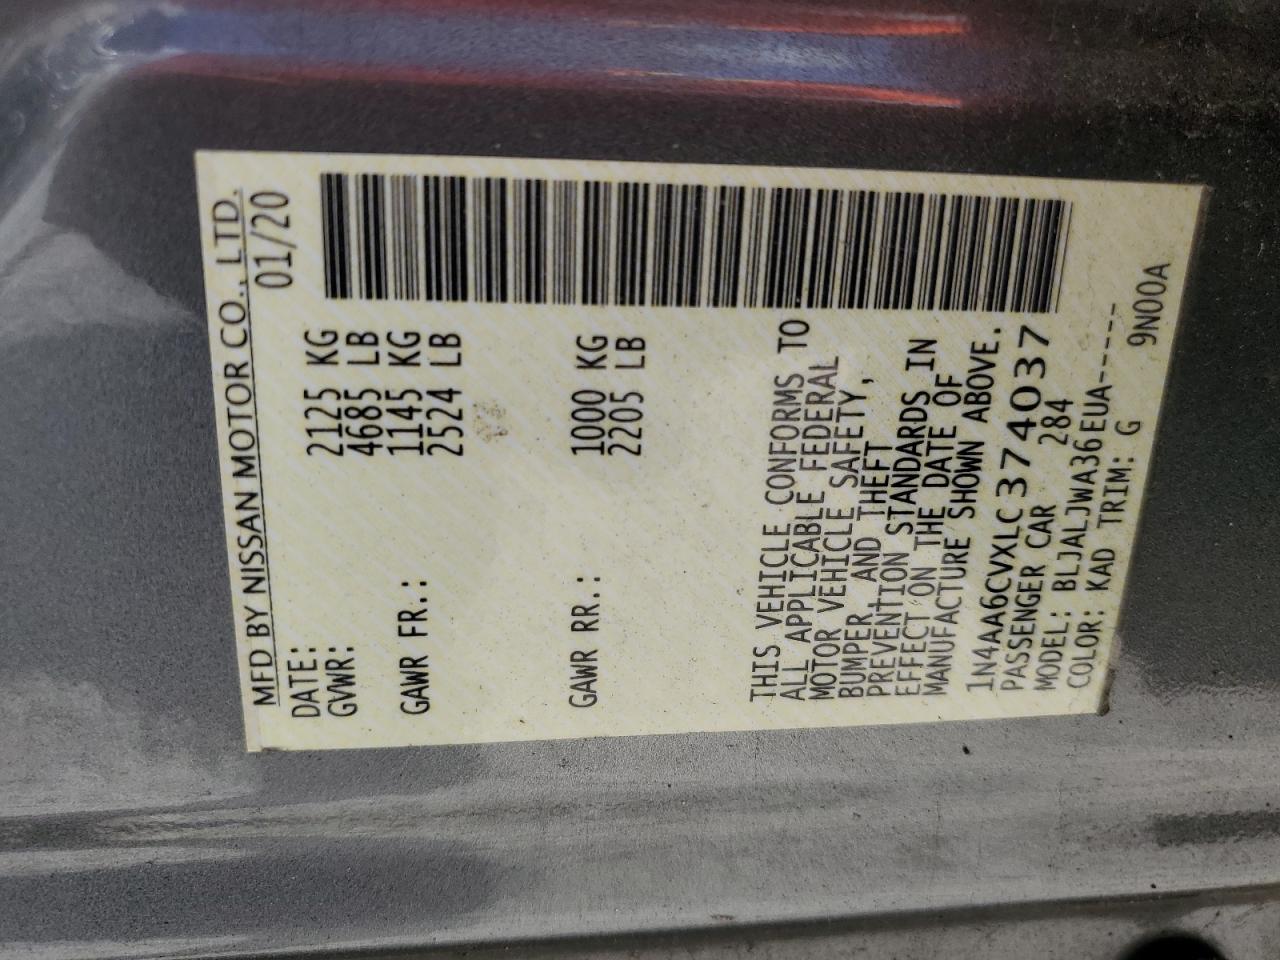 MFD BY NISSAN MOTOR CO., LTD.
DATE: 01/20
GVWR: 2125 KG
4685 LB
GAWR FR.: 1145 KG
2524 LB
GAWR RR.: 1000 KG
2205 LB
THIS VEHICLE CONFORMS TO
ALL APPLICABLE FEDERAL
MOTOR VEHICLE SAFETY,
BUMPER, AND THEFT
PREVENTION STANDARDS IN
EFFECT ON THE DATE OF
MANUFACTURE SHOWN ABOVE.
1N4AA6CVXLC374037
PASSENGER CAR 284
MODEL: BLJALJWA36EUA-----
COLOR: KAD TRIM: G 9N00A